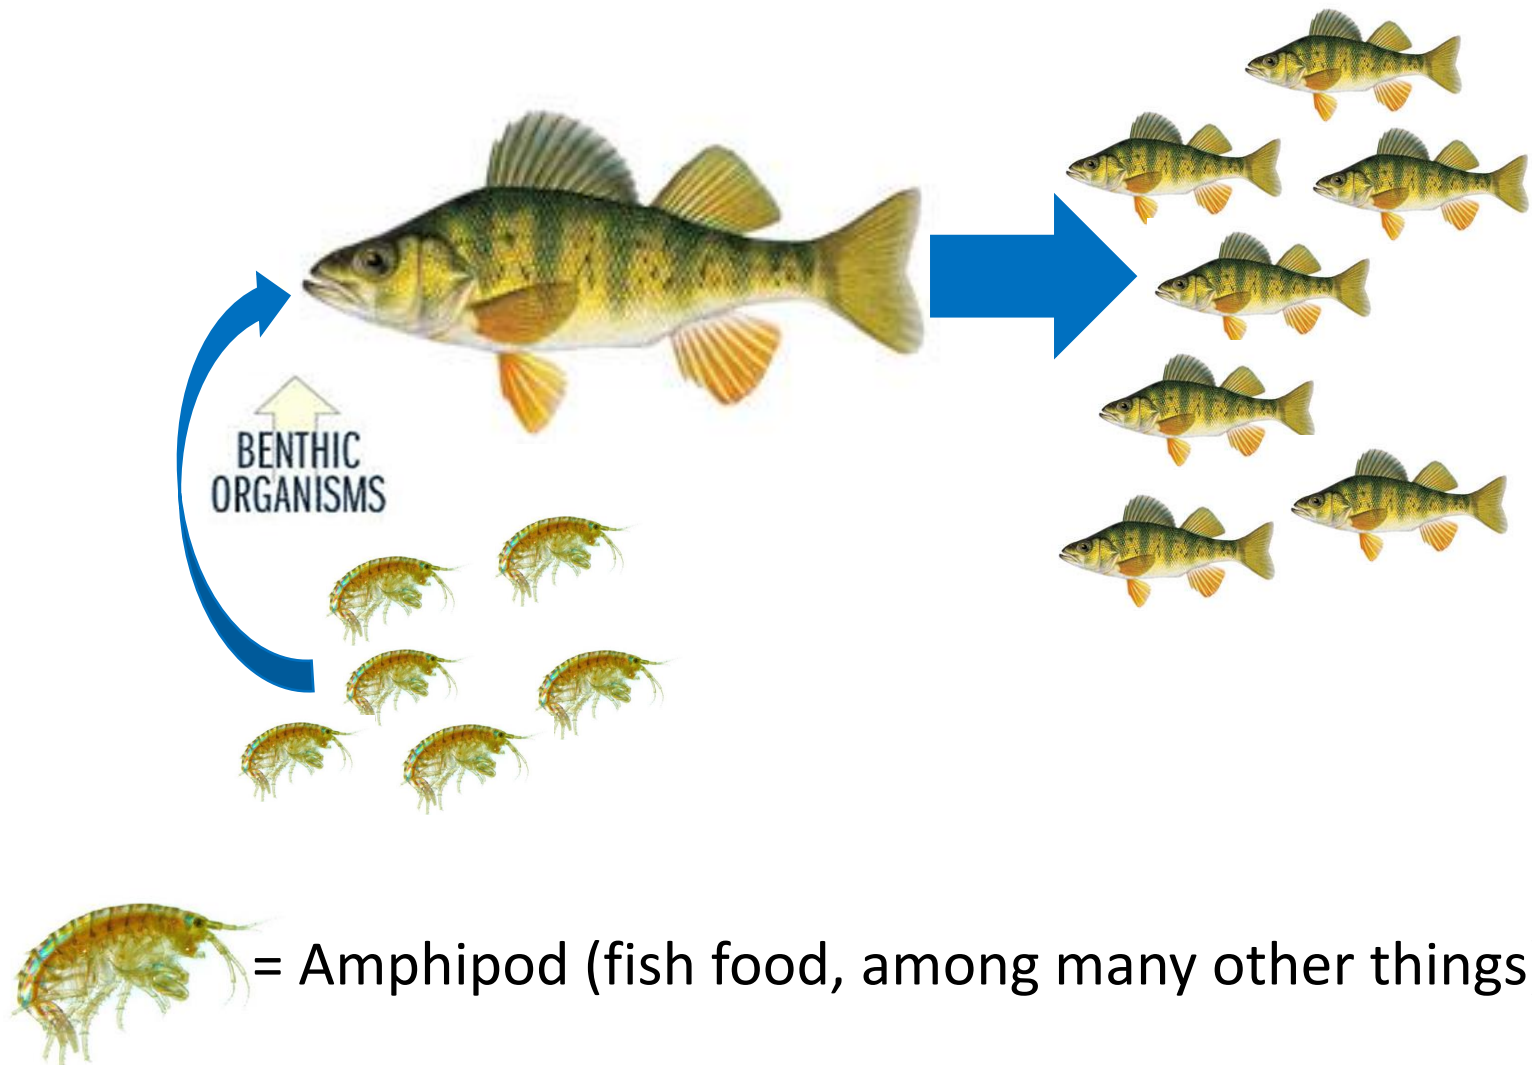 BENTHIC
ORGANISMS
= Amphipod (fish food, among many other things